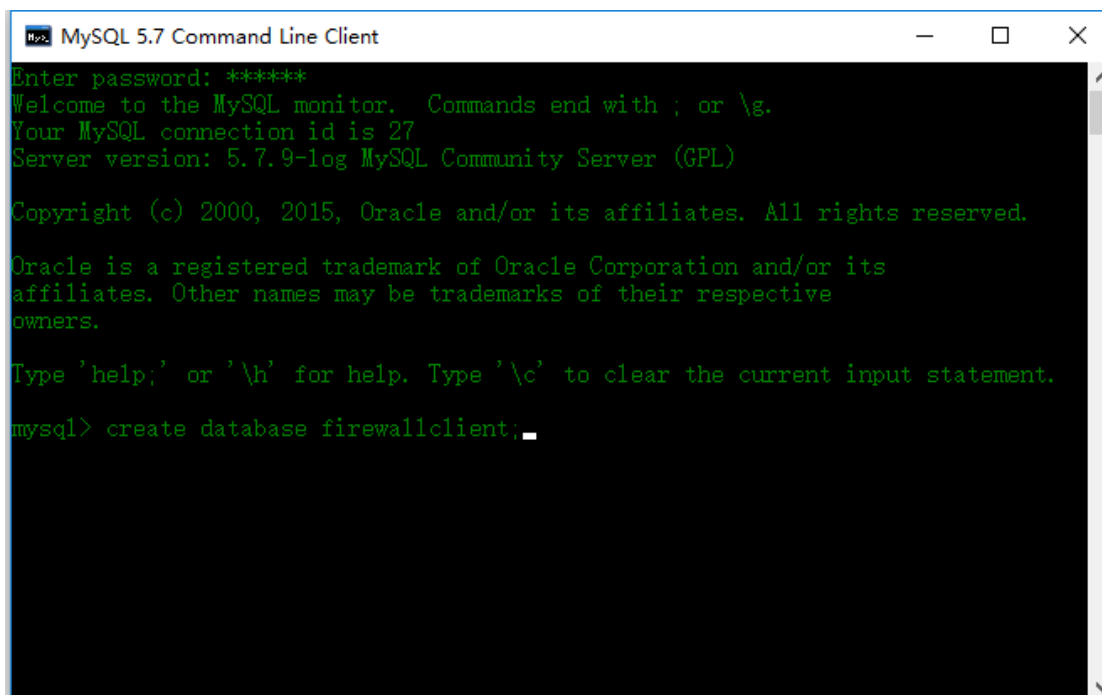 MySQL 5.7 Command Line Client
Enter password: ******
Welcome to the MySQL monitor.  Commands end with ; or \g.
Your MySQL connection id is 27
Server version: 5.7.9-log MySQL Community Server (GPL)
Copyright (c) 2000, 2015, Oracle and/or its affiliates. All rights reserved.
Oracle is a registered trademark of Oracle Corporation and/or its
affiliates. Other names may be trademarks of their respective
owners.
Type 'help;' or '\h' for help. Type '\c' to clear the current input statement.
mysql> create database firewallclient;